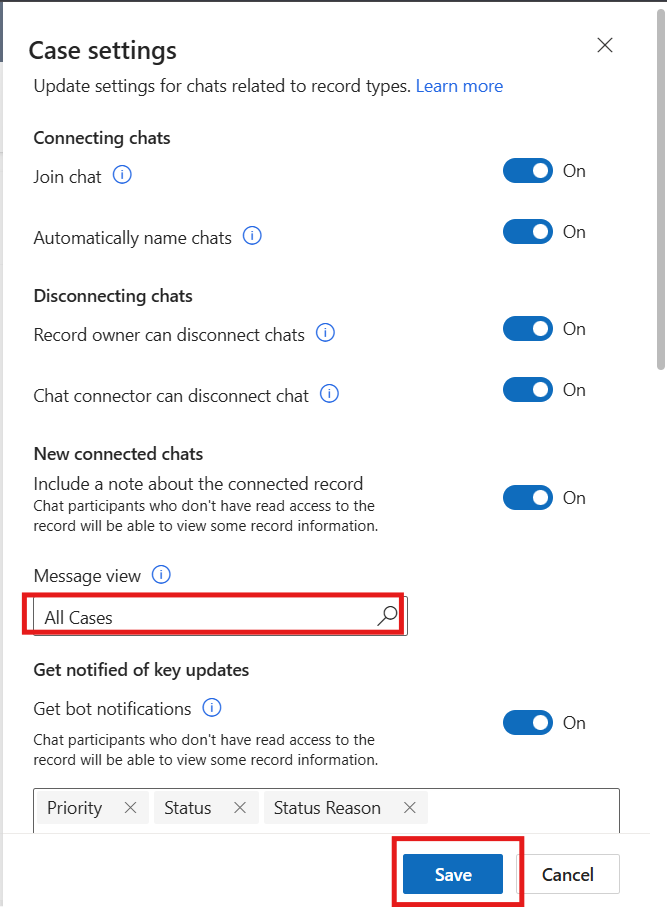 Case settings
Update settings for chats related to record types. Learn more
Connecting chats
Join chat
On
Automatically name chats
On
Disconnecting chats
Record owner can disconnect chats
On
Chat connector can disconnect chat
On
New connected chats
Include a note about the connected record
Chat participants who don't have read access to the
record will be able to view some record information.
On
Message view
All Cases
Get notified of key updates
Get bot notifications
On
Chat participants who don't have read access to the
record will be able to view some record information.
Priority Status Status Reason
Save Cancel